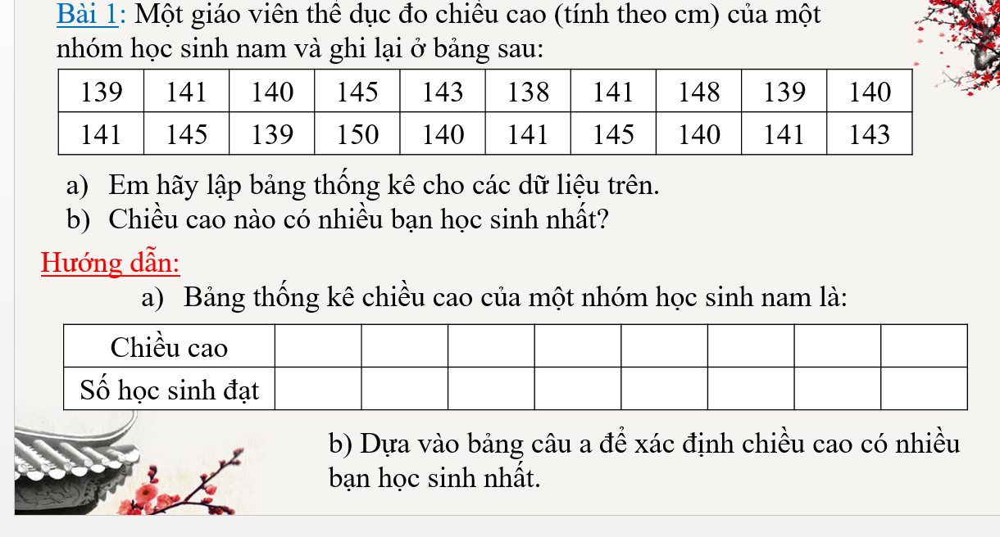 Bài 1: Một giáo viên thể dục đo chiều cao (tính theo cm) của một
nhóm học sinh nam và ghi lại ở bảng sau:
139 141 140 145 143 138 141 148 139 140
141 145 139 150 140 141 145 140 141 143
a) Em hãy lập bảng thống kê cho các dữ liệu trên.
b) Chiều cao nào có nhiều bạn học sinh nhất?
Hướng dẫn:
a) Bảng thống kê chiều cao của một nhóm học sinh nam là:
Chiều cao
Số học sinh đạt
b) Dựa vào bảng câu a để xác định chiều cao có nhiều
bạn học sinh nhất.